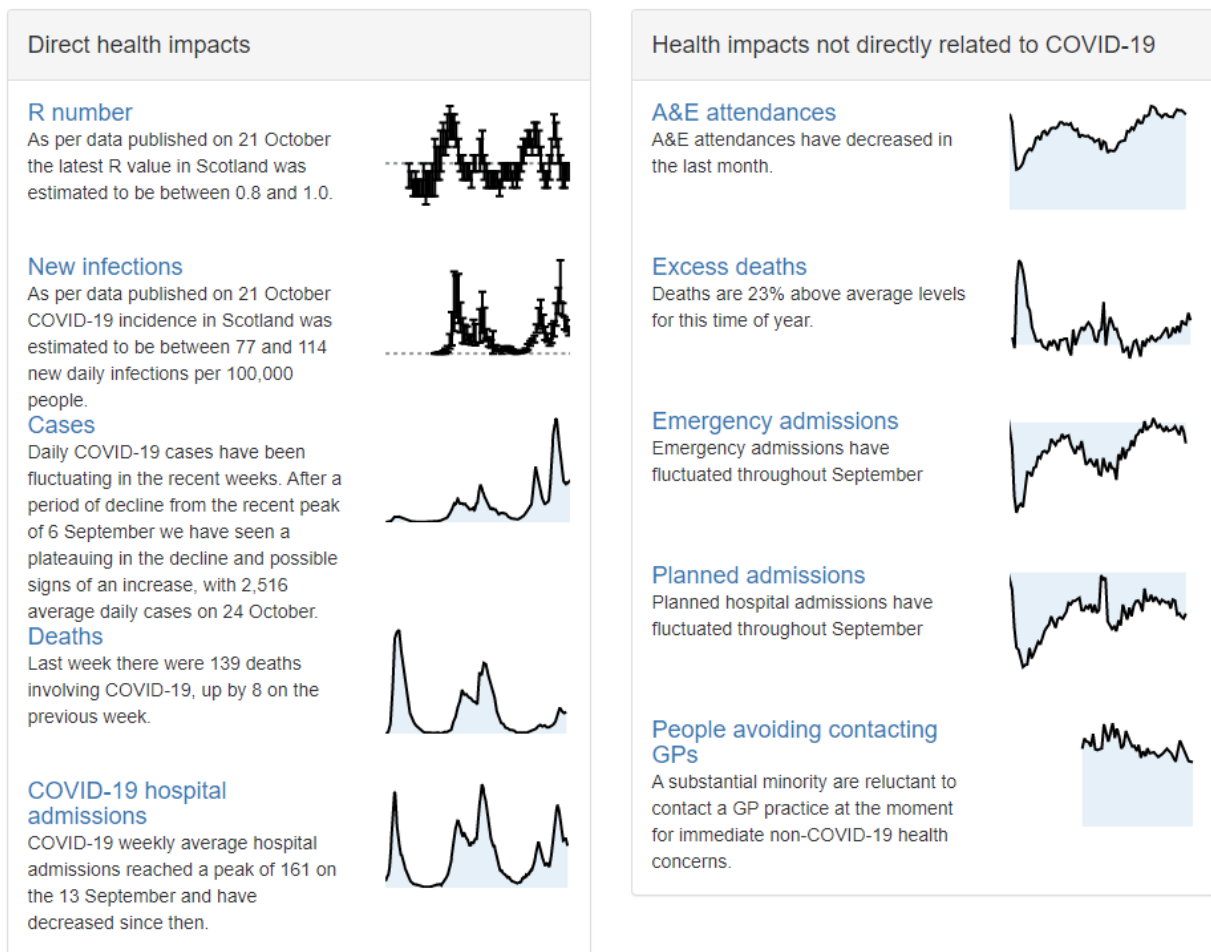 Direct health impacts
R number
As per data published on 21 October
the latest R value in Scotland was
estimated to be between 0.8 and 1.0.
New infections
As per data published on 21 October
COVID-19 incidence in Scotland was
estimated to be between 77 and 114
new daily infections per 100,000
people.
Cases
Daily COVID-19 cases have been
fluctuating in the recent weeks. After a
period of decline from the recent peak
of 6 September we have seen a
plateauing in the decline and possible
signs of an increase, with 2,516
average daily cases on 24 October.
Deaths
Last week there were 139 deaths
involving COVID-19, up by 8 on the
previous week.
COVID-19 hospital
admissions
COVID-19 weekly average hospital
admissions reached a peak of 161 on
the 13 September and have
decreased since then.
Health impacts not directly related to COVID-19
A&E attendances
A&E attendances have decreased in
the last month.
Excess deaths
Deaths are 23% above average levels
for this time of year.
Emergency admissions
Emergency admissions have
fluctuated throughout September
Planned admissions
Planned hospital admissions have
fluctuated throughout September
People avoiding contacting
GPs
A substantial minority are reluctant to
contact a GP practice at the moment
for immediate non-COVID-19 health
concerns.